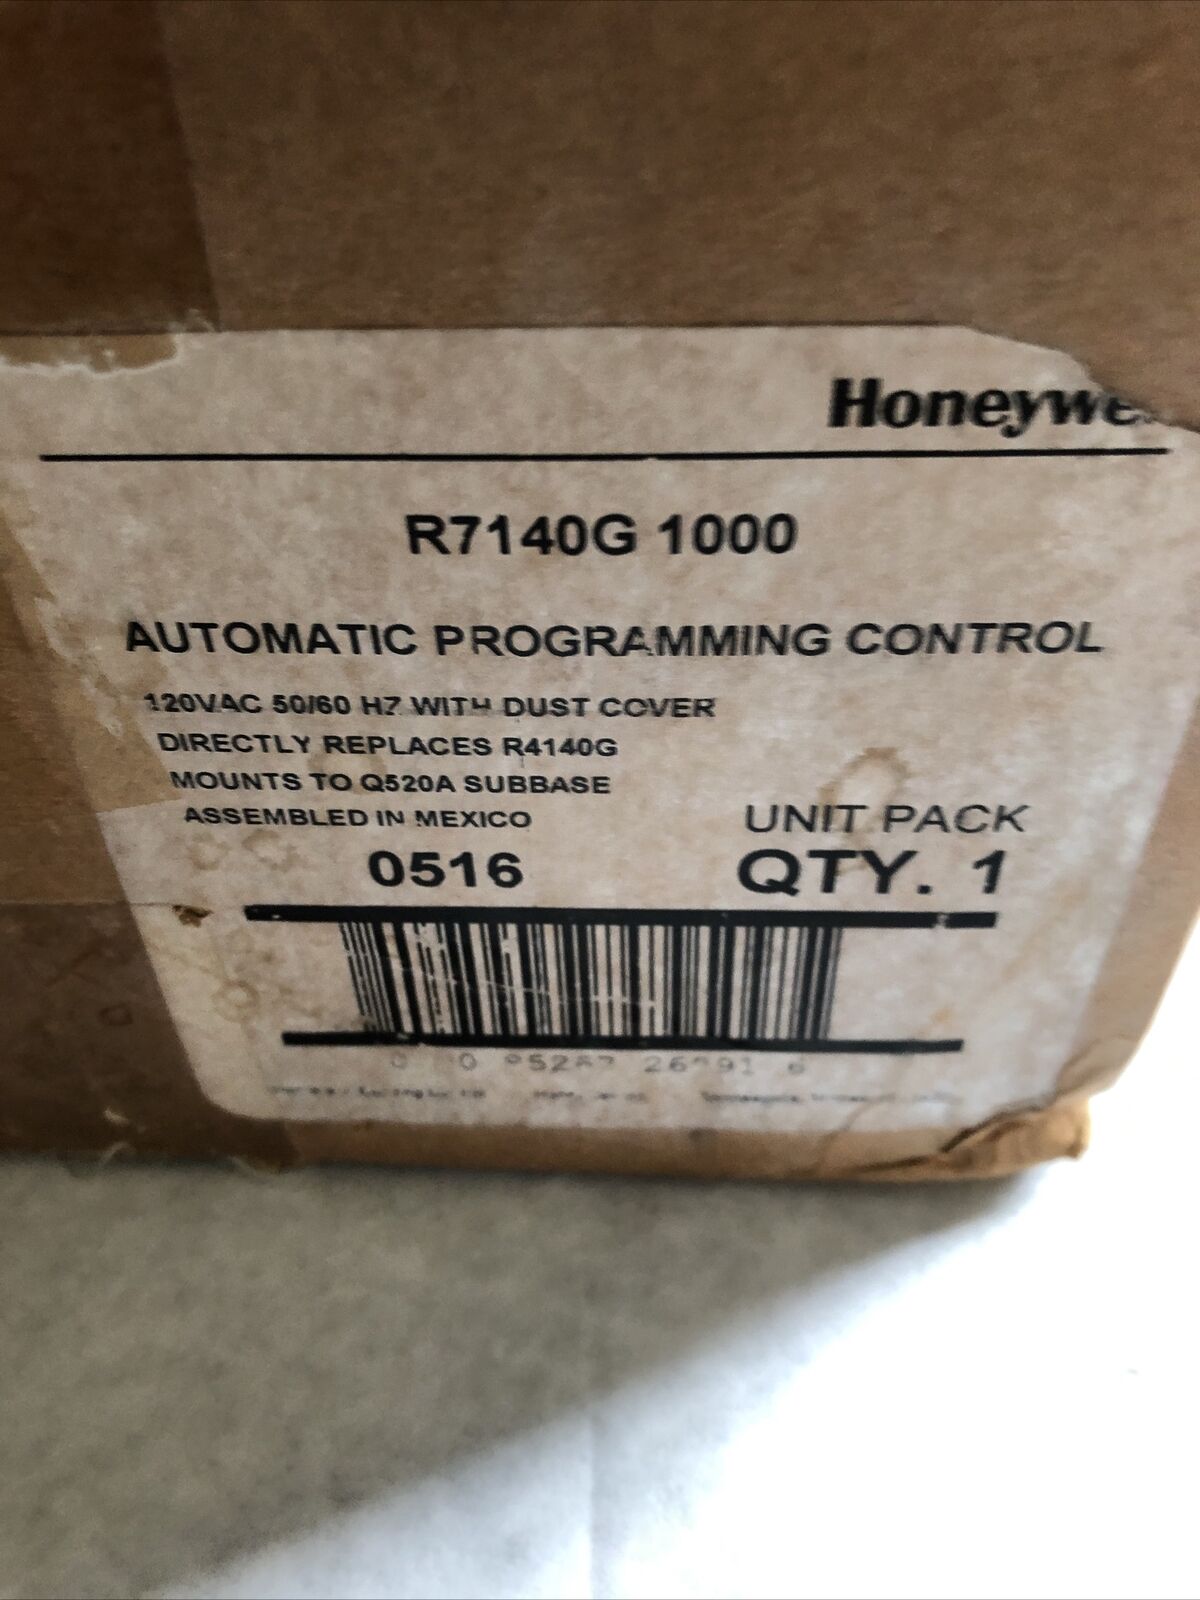 Honeywe
R7140G 1000
AUTOMATIC PROGRAMMING CONTROL
120VAC 50/60 HZ WITH DUST COVER
DIRECTLY REPLACES R4140G
MOUNTS TO Q520A SUBBASE
ASSEMBLED IN MEXICO
UNIT PACK
0516
QTY. 1